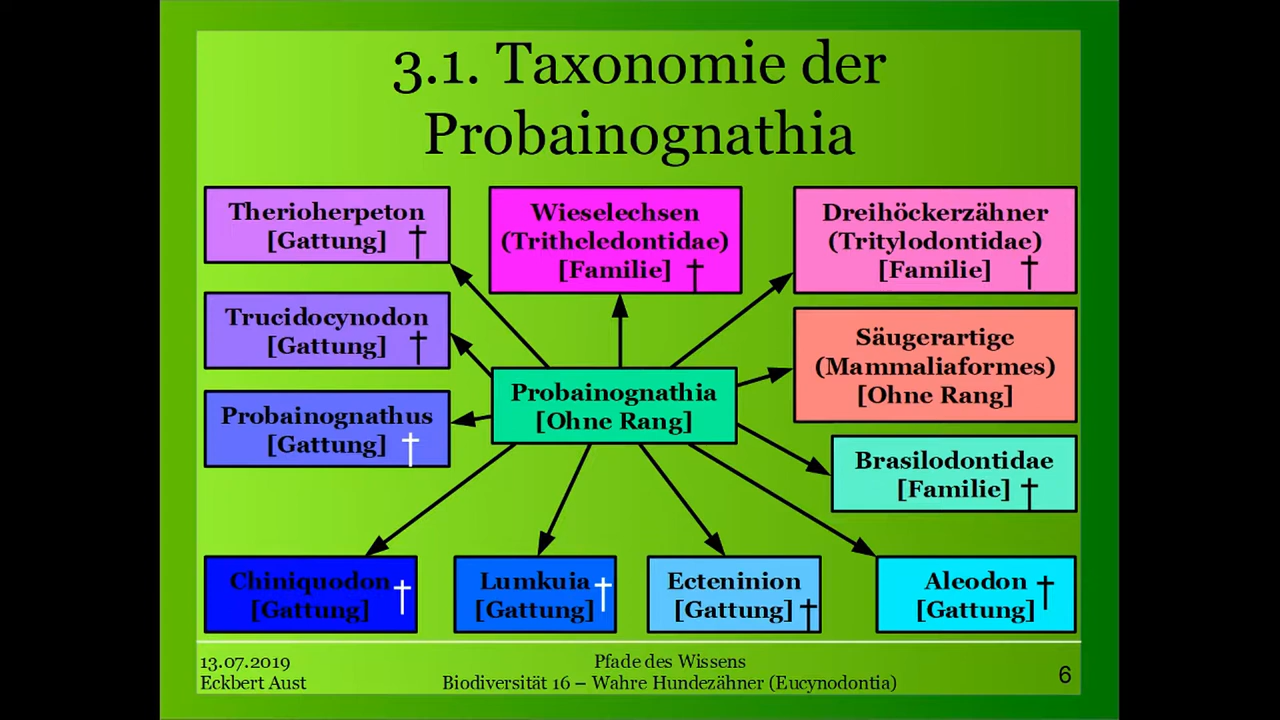 3.1. Taxonomie der
Probainognathia
Therioherpeton
[Gattung] †
Wieselechsen
(Tritheledontidae)
[Familie] †
Dreihöckerzähner
(Tritylodontidae)
[Familie] †
Trucidocynodon
[Gattung] †
Säugerartige
(Mammaliaformes)
[Ohne Rang]
Probainognathia
[Ohne Rang]
Probainognathus
[Gattung] †
Brasilodontidae
[Familie] †
Chiniquodon †
[Gattung]
Lumkuia †
[Gattung]
Ecteninion
[Gattung] †
Aleodon †
[Gattung]
13.07.2019
Eckbert Aust
Pfade des Wissens
Biodiversität 16 – Wahre Hundezähner (Eucynodontia)
6